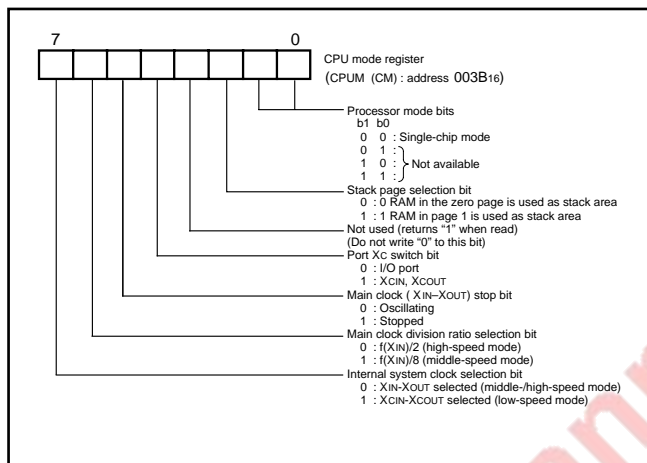 7 0
CPU mode register
(CPUM (CM) : address 003B16)
Processor mode bits
b1 b0
0 0 : Single-chip mode
0 1 :
1 0 : Not available
1 1 :
Stack page selection bit
0 : 0 RAM in the zero page is used as stack area
1 : 1 RAM in page 1 is used as stack area
Not used (returns “1” when read)
(Do not write “0” to this bit)
Port XC switch bit
0 : I/O port
1 : XCIN, XCOUT
Main clock ( XIN–XOUT) stop bit
0 : Oscillating
1 : Stopped
Main clock division ratio selection bit
0 : f(XIN)/2 (high-speed mode)
1 : f(XIN)/8 (middle-speed mode)
Internal system clock selection bit
0 : XIN-XOUT selected (middle-/high-speed mode)
1 : XCIN-XCOUT selected (low-speed mode)